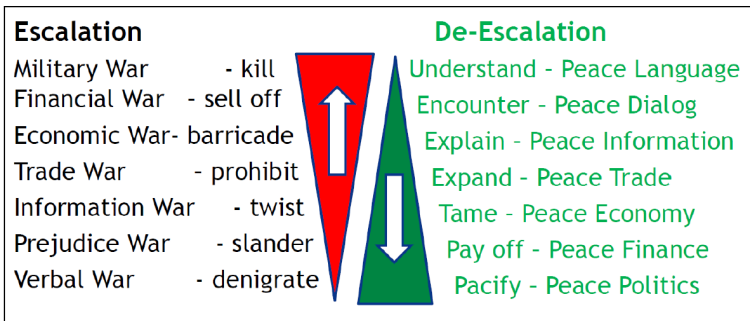 Escalation
Military War - kill
Financial War - sell off
Economic War- barricade
Trade War - prohibit
Information War - twist
Prejudice War - slander
Verbal War - denigrate
De-Escalation
Understand – Peace Language
Encounter – Peace Dialog
Explain – Peace Information
Expand – Peace Trade
Tame – Peace Economy
Pay off – Peace Finance
Pacify – Peace Politics